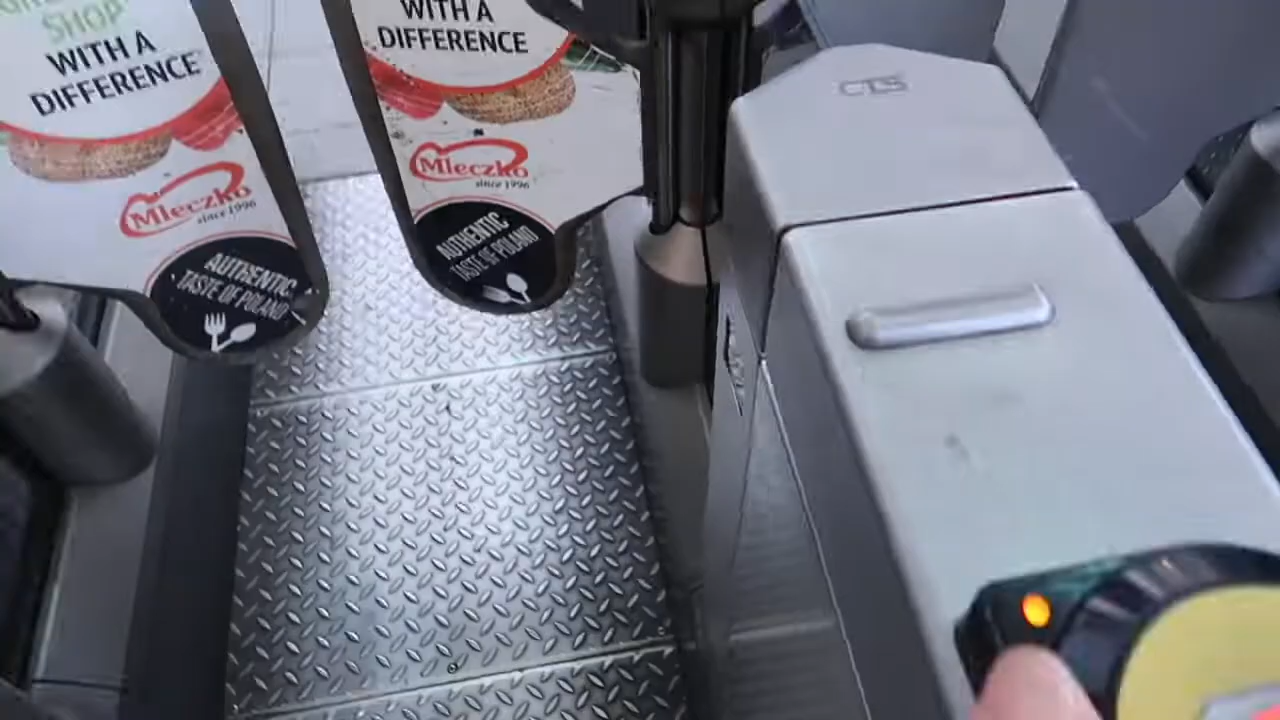 SHOP
WITH A
DIFFERENCE
Mleczko
since 1996
AUTHENTIC
TASTE OF POLAND
WITH A
DIFFERENCE
Mleczko
since 1996
AUTHENTIC
TASTE OF POLAND
CTS